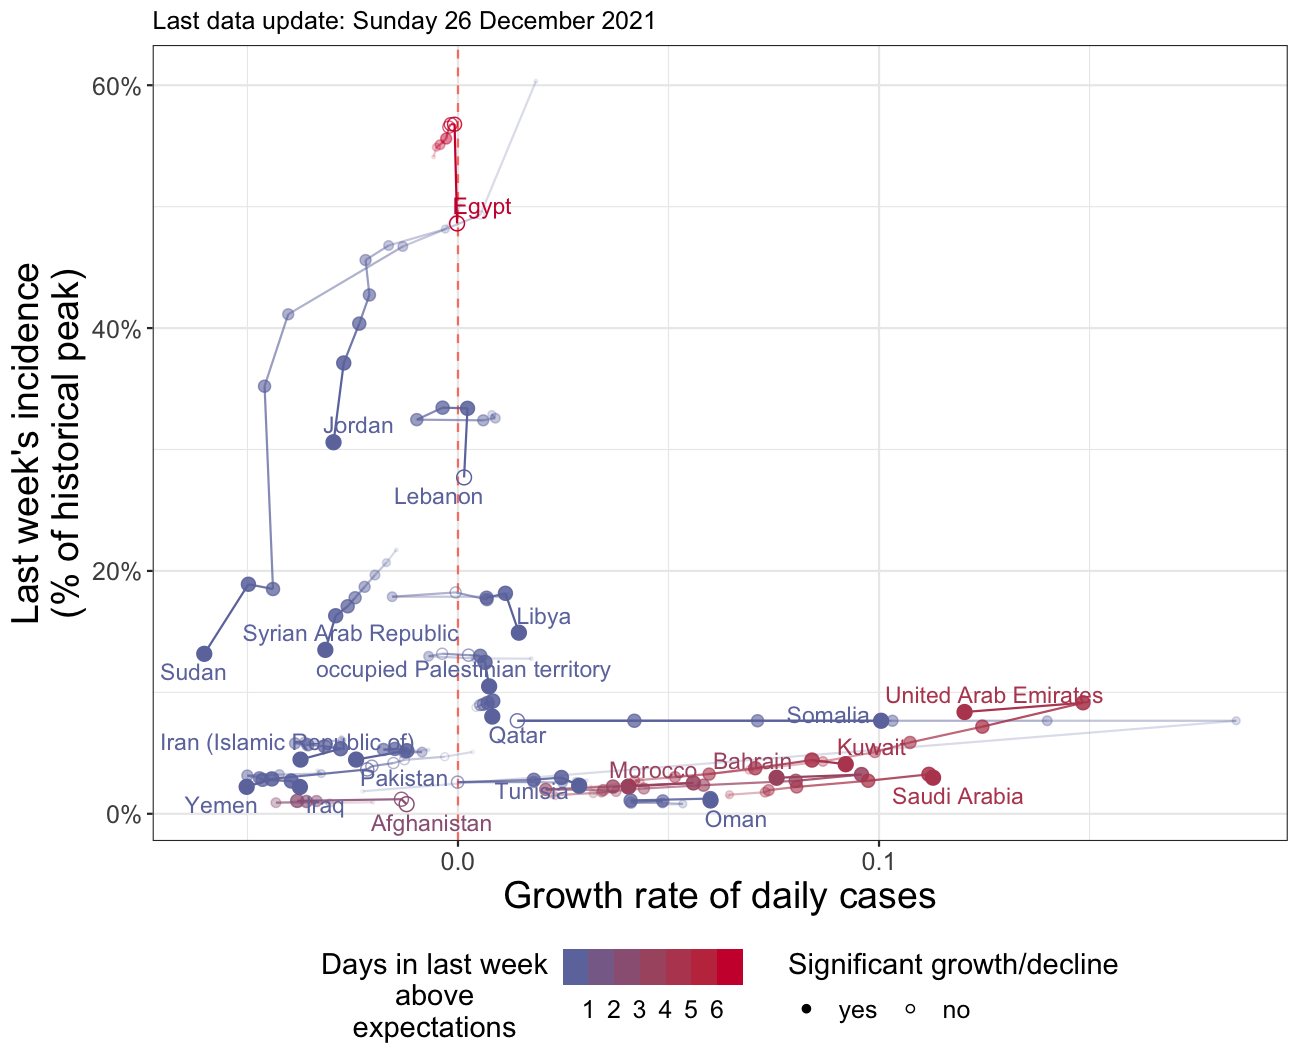 Last data update: Sunday 26 December 2021
Last week's incidence
(% of historical peak)
60%
40%
20%
0%
Egypt
Jordan
Lebanon
Libya
Syrian Arab Republic
Sudan
occupied Palestinian territory
United Arab Emirates
Somalia
Qatar
Iran (Islamic Republic of)
Kuwait
Bahrain
Morocco
Pakistan
Tunisia
Saudi Arabia
Yemen
Iraq
Afghanistan
Oman
0.0
0.1
Growth rate of daily cases
Days in last week
above
expectations
1 2 3 4 5 6
Significant growth/decline
yes
no